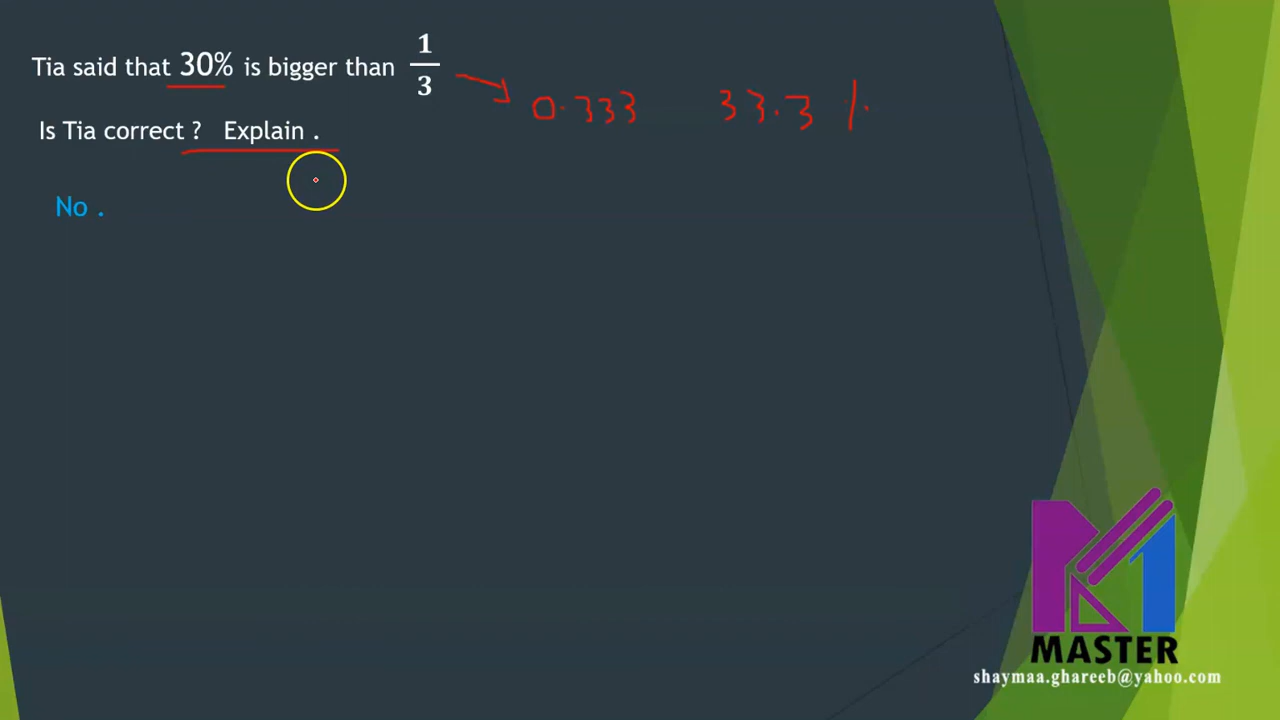 Tia said that 30% is bigger than 1/3
0.333 33.3 %
Is Tia correct ? Explain .
No .
M1
MASTER
shaymaa.ghareeb@yahoo.com